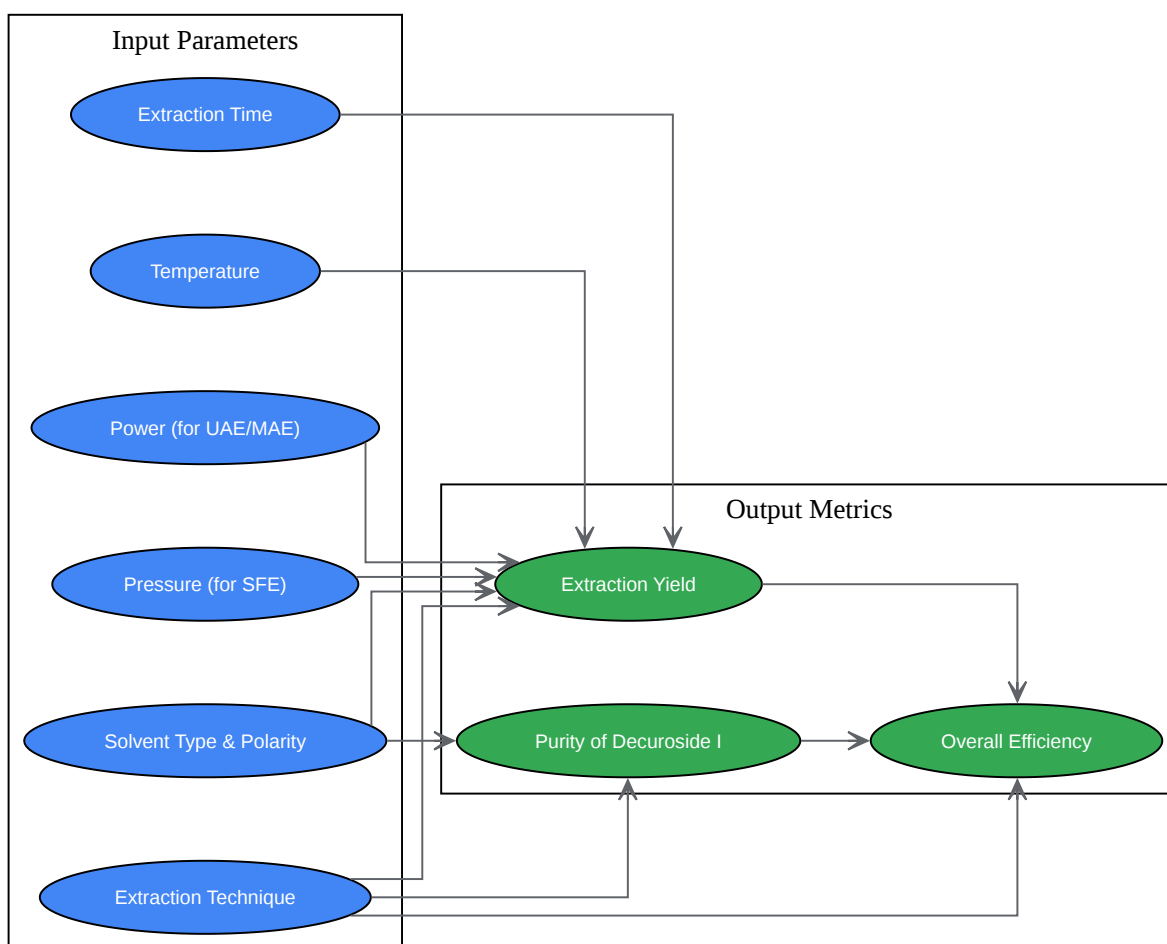 Input Parameters
Extraction Time
Temperature
Power (for UAE/MAE)
Output Metrics
Pressure (for SFE)
Extraction Yield
Solvent Type & Polarity
Purity of Decuroside I
Overall Efficiency
Extraction Technique